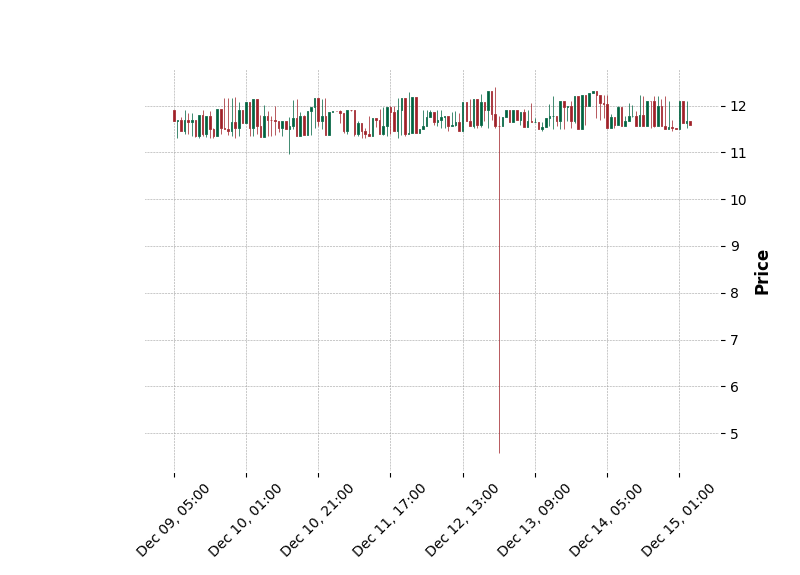 12
11
10
9
8
7
6
5
Price
Dec 09, 05:00
Dec 10, 01:00
Dec 10, 21:00
Dec 11, 17:00
Dec 12, 13:00
Dec 13, 09:00
Dec 14, 05:00
Dec 15, 01:00